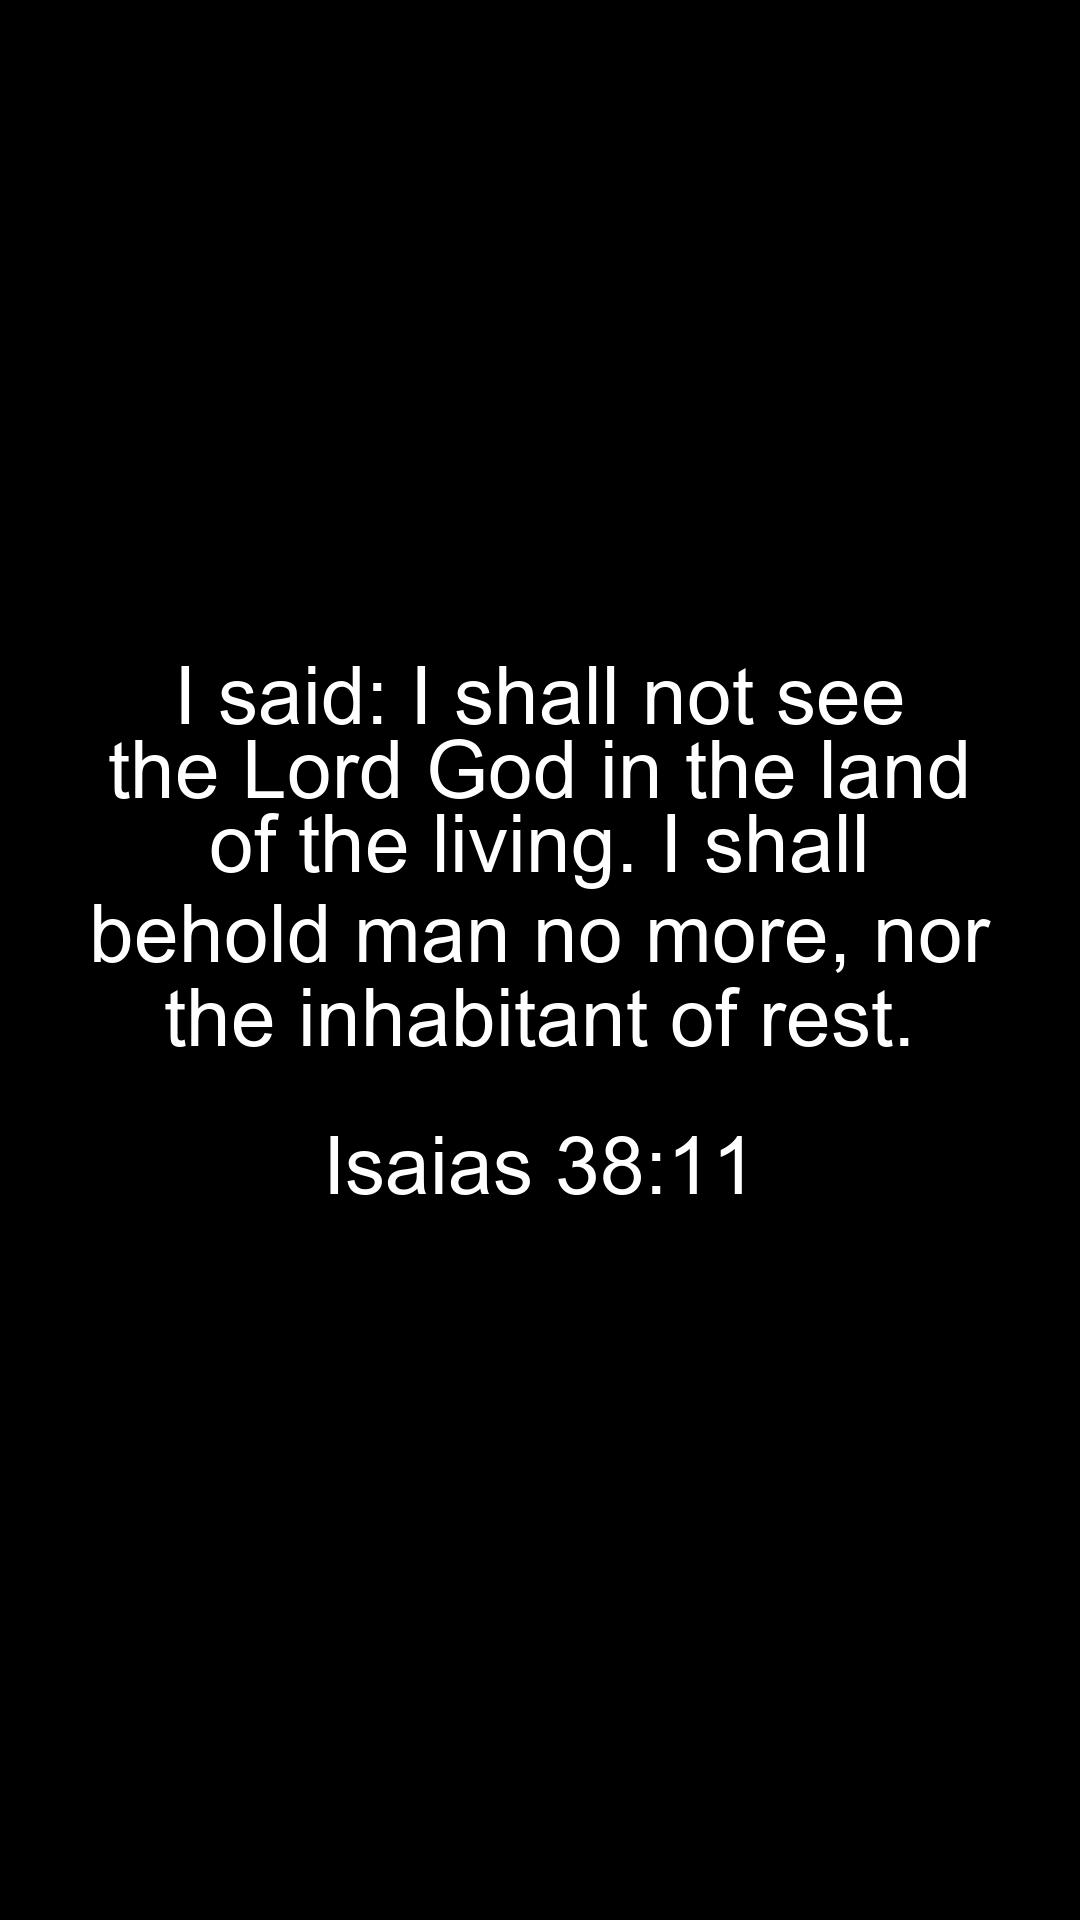 I said: I shall not see
the Lord God in the land
of the living. I shall
behold man no more, nor
the inhabitant of rest.
Isaias 38:11